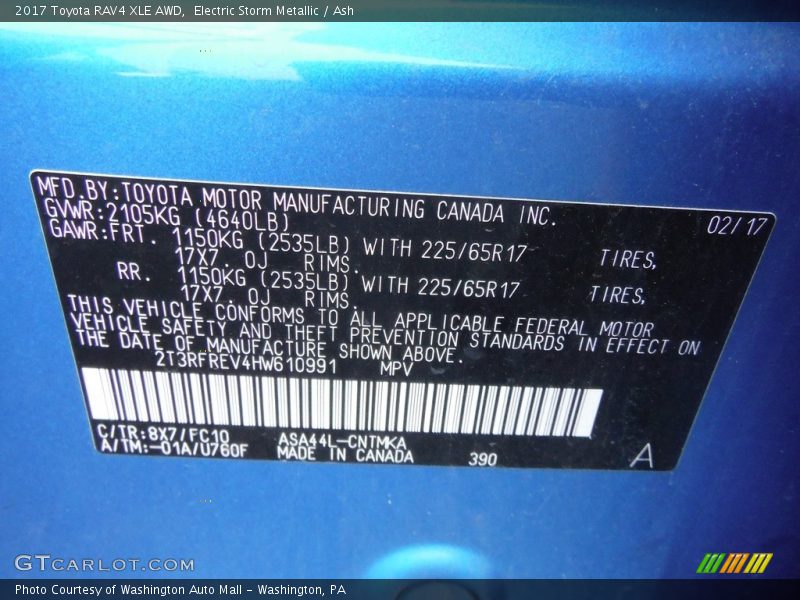 2017 Toyota RAV4 XLE AWD,  Electric Storm Metallic / Ash
MFD.BY:TOYOTA MOTOR MANUFACTURING CANADA INC. 02/17
GVWR:2105KG (4640LB)
GAWR:FRT. 1150KG (2535LB) WITH 225/65R17 TIRES,
17X7.0J RIMS.
RR. 1150KG (2535LB) WITH 225/65R17 TIRES,
17X7.0J RIMS.
THIS VEHICLE CONFORMS TO ALL APPLICABLE FEDERAL MOTOR
VEHICLE SAFETY AND THEFT PREVENTION STANDARDS IN EFFECT ON
THE DATE OF MANUFACTURE SHOWN ABOVE.
2T3RFREV4HW610991 MPV
C/TR:8X7/FC10 ASA44L-CNTMKA
A/TM:-01A/U760F MADE IN CANADA 390 A
GTCARLOT.COM
Photo Courtesy of Washington Auto Mall - Washington, PA